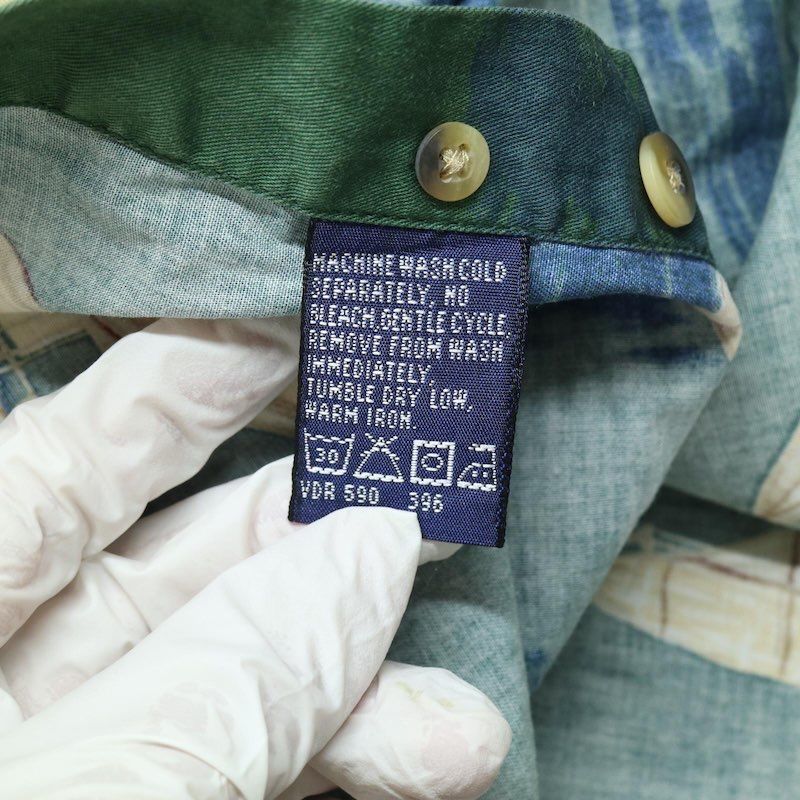 MACHINE WASH COLD
SEPARATELY, NO
BLEACH, GENTLE CYCLE,
REMOVE FROM WASH
IMMEDIATELY,
TUMBLE DRY LOW,
WARM IRON.
30
VDR 590 396